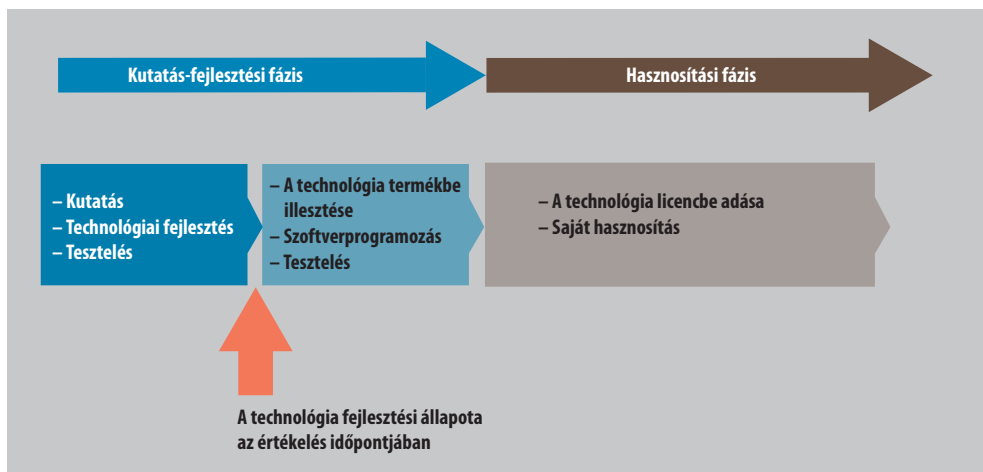 Kutatás-fejlesztési fázis
Hasznosítási fázis
– Kutatás
– Technológiai fejlesztés
– Tesztelés
– A technológia termékbe
illesztése
– Szoftverprogramozás
– Tesztelés
– A technológia licencbe adása
– Saját hasznosítás
A technológia fejlesztési állapota
az értékelés időpontjában